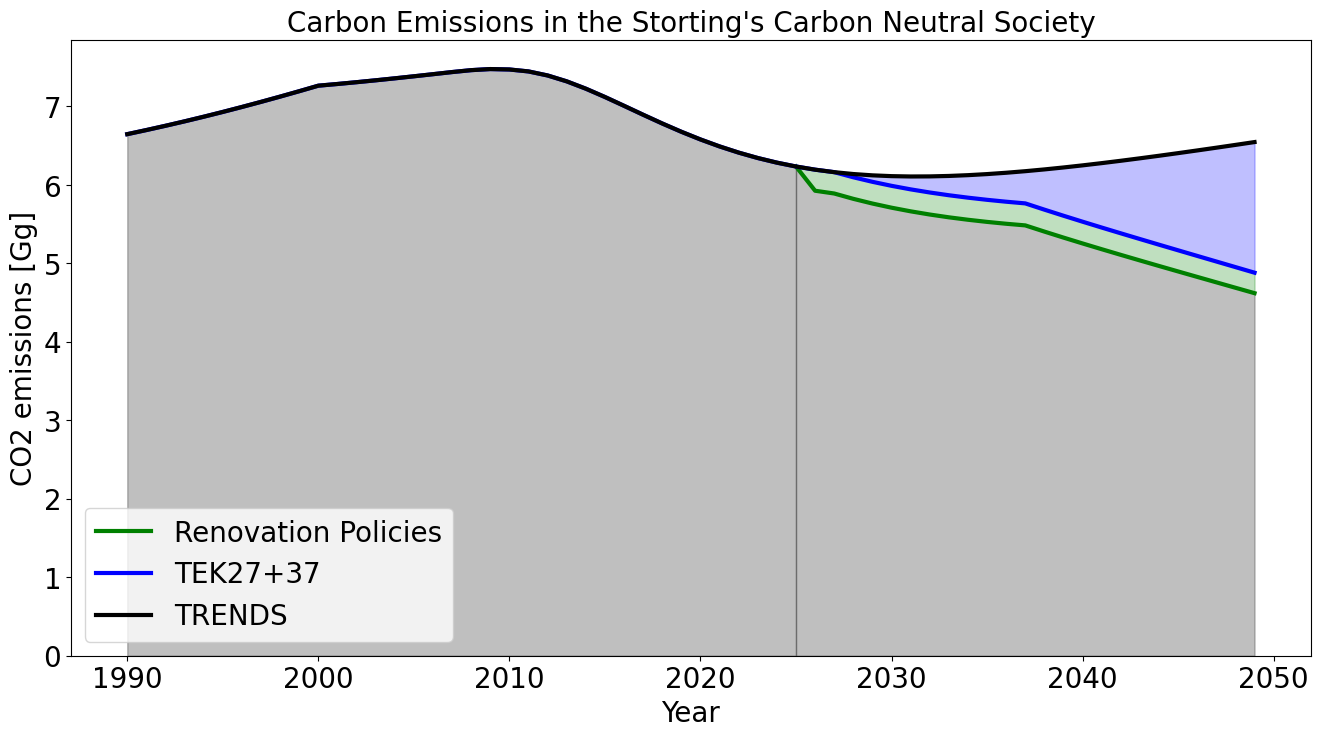 Carbon Emissions in the Storting's Carbon Neutral Society
CO2 emissions [Gg]
7
6
5
4
3
2
1
0
Renovation Policies
TEK27+37
TRENDS
1990 2000 2010 2020 2030 2040 2050
Year